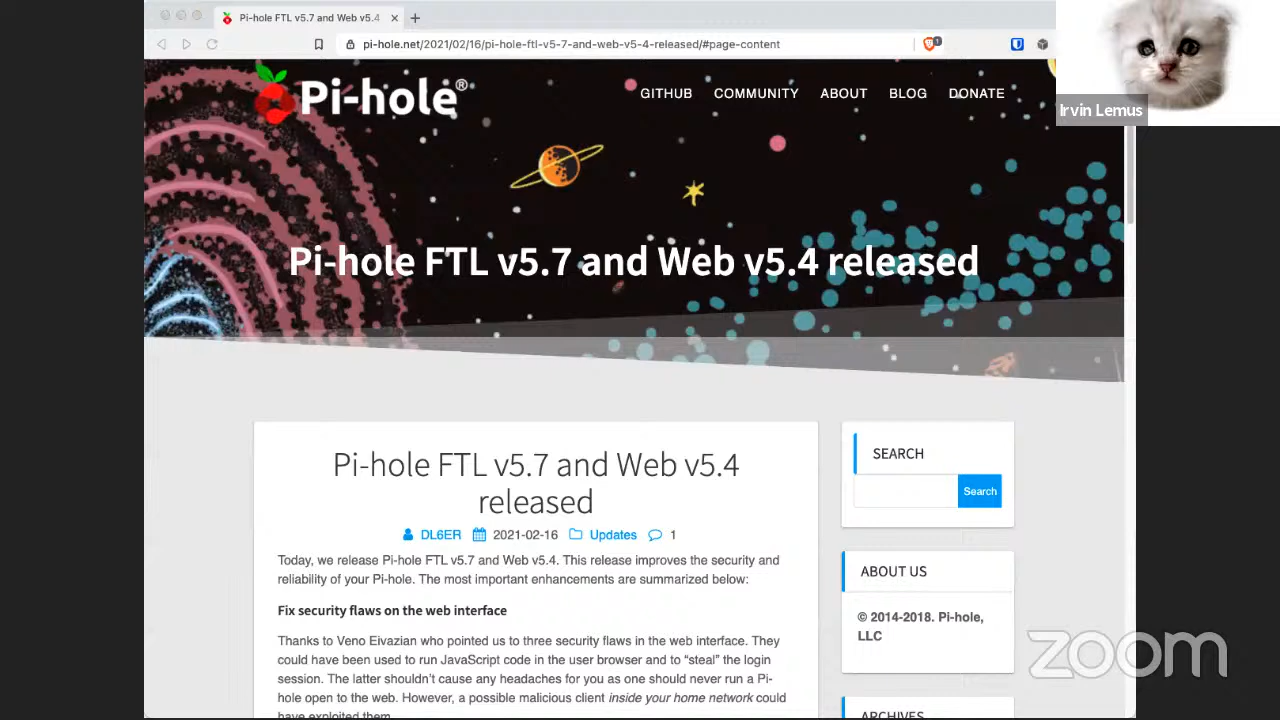 Pi-hole FTL v5.7 and Web v5.4
pi-hole.net/2021/02/16/pi-hole-ftl-v5-7-and-web-v5-4-released/#page-content
1
Irvin Lemus
Pi-hole®
GITHUB COMMUNITY ABOUT BLOG DONATE
Pi-hole FTL v5.7 and Web v5.4 released
Pi-hole FTL v5.7 and Web v5.4
released
DL6ER 2021-02-16 Updates 1
Today, we release Pi-hole FTL v5.7 and Web v5.4. This release improves the security and
reliability of your Pi-hole. The most important enhancements are summarized below:
Fix security flaws on the web interface
Thanks to Veno Eivazian who pointed us to three security flaws in the web interface. They
could have been used to run JavaScript code in the user browser and to “steal” the login
session. The latter shouldn’t cause any headaches for you as one should never run a Pi-
hole open to the web. However, a possible malicious client inside your home network could
have exploited them.
SEARCH
Search
ABOUT US
© 2014-2018. Pi-hole,
LLC
ARCHIVES
zoom